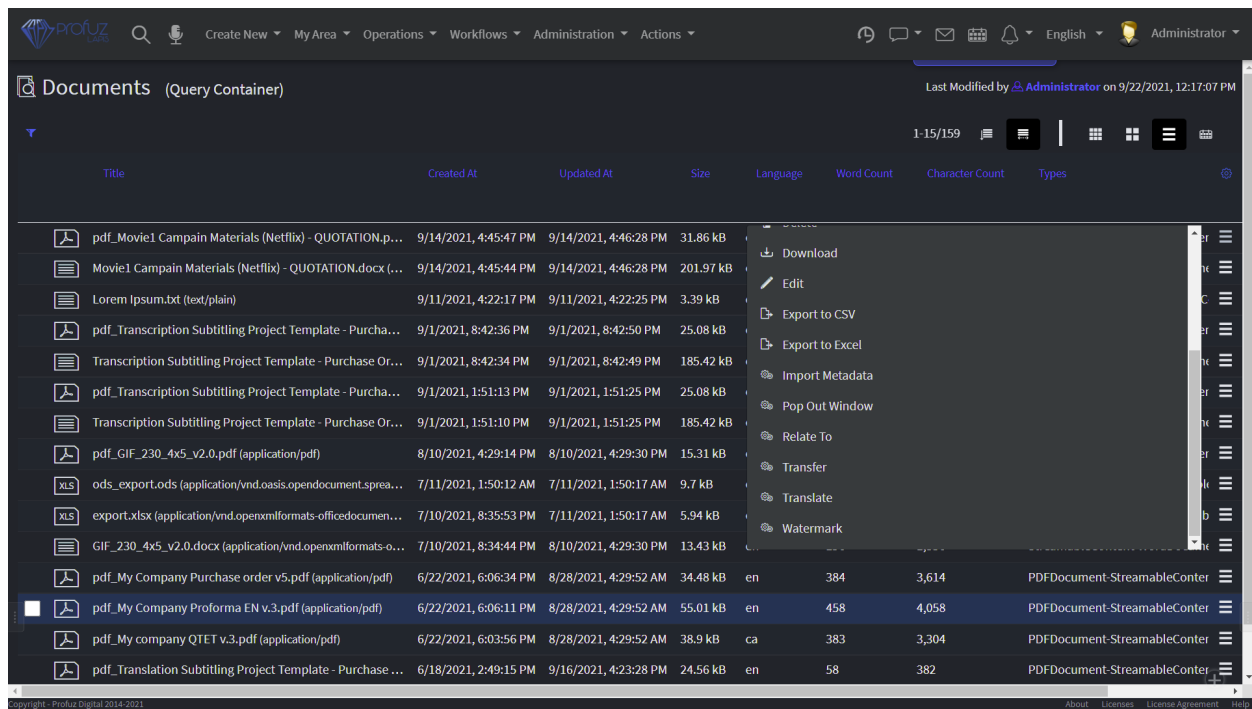 PROFUZ
LAPIS
Create New My Area Operations Workflows Administration Actions English Administrator
Documents (Query Container)
Last Modified by Administrator on 9/22/2021, 12:17:07 PM
1-15/159
Title Created At Updated At Size Language Word Count Character Count Types
pdf_Movie1 Campain Materials (Netflix) - QUOTATION.p... 9/14/2021, 4:45:47 PM 9/14/2021, 4:46:28 PM 31.86 kB
Movie1 Campain Materials (Netflix) - QUOTATION.docx (... 9/14/2021, 4:45:44 PM 9/14/2021, 4:46:28 PM 201.97 kB
Lorem Ipsum.txt (text/plain) 9/11/2021, 4:22:17 PM 9/11/2021, 4:22:25 PM 3.39 kB
pdf_Transcription Subtitling Project Template - Purcha... 9/1/2021, 8:42:36 PM 9/1/2021, 8:42:50 PM 25.08 kB
Transcription Subtitling Project Template - Purchase Or... 9/1/2021, 8:42:34 PM 9/1/2021, 8:42:49 PM 185.42 kB
pdf_Transcription Subtitling Project Template - Purcha... 9/1/2021, 1:51:13 PM 9/1/2021, 1:51:25 PM 25.08 kB
Transcription Subtitling Project Template - Purchase Or... 9/1/2021, 1:51:10 PM 9/1/2021, 1:51:25 PM 185.42 kB
pdf_GIF_230_4x5_v2.0.pdf (application/pdf) 8/10/2021, 4:29:14 PM 8/10/2021, 4:29:30 PM 15.31 kB
XLS ods_export.ods (application/vnd.oasis.opendocument.sprea... 7/11/2021, 1:50:12 AM 7/11/2021, 1:50:17 AM 9.7 kB
XLS export.xlsx (application/vnd.openxmlformats-officedocumen... 7/10/2021, 8:35:53 PM 7/11/2021, 1:50:17 AM 5.94 kB
GIF_230_4x5_v2.0.docx (application/vnd.openxmlformats-o... 7/10/2021, 8:34:44 PM 8/10/2021, 4:29:30 PM 13.43 kB
pdf_My Company Purchase order v5.pdf (application/pdf) 6/22/2021, 6:06:34 PM 8/28/2021, 4:29:52 AM 34.48 kB en 384 3,614 PDFDocument-StreamableConter
pdf_My Company Proforma EN v.3.pdf (application/pdf) 6/22/2021, 6:06:11 PM 8/28/2021, 4:29:52 AM 55.01 kB en 458 4,058 PDFDocument-StreamableConter
pdf_My company QTET v.3.pdf (application/pdf) 6/22/2021, 6:03:56 PM 8/28/2021, 4:29:52 AM 38.9 kB ca 383 3,304 PDFDocument-StreamableConter
pdf_Translation Subtitling Project Template - Purchase ... 6/18/2021, 2:49:15 PM 9/16/2021, 4:23:28 PM 24.56 kB en 58 382 PDFDocument-StreamableConter
Delete
Download
Edit
Export to CSV
Export to Excel
Import Metadata
Pop Out Window
Relate To
Transfer
Translate
Watermark
Copyright - Profuz Digital 2014-2021 About Licenses License Agreement Help